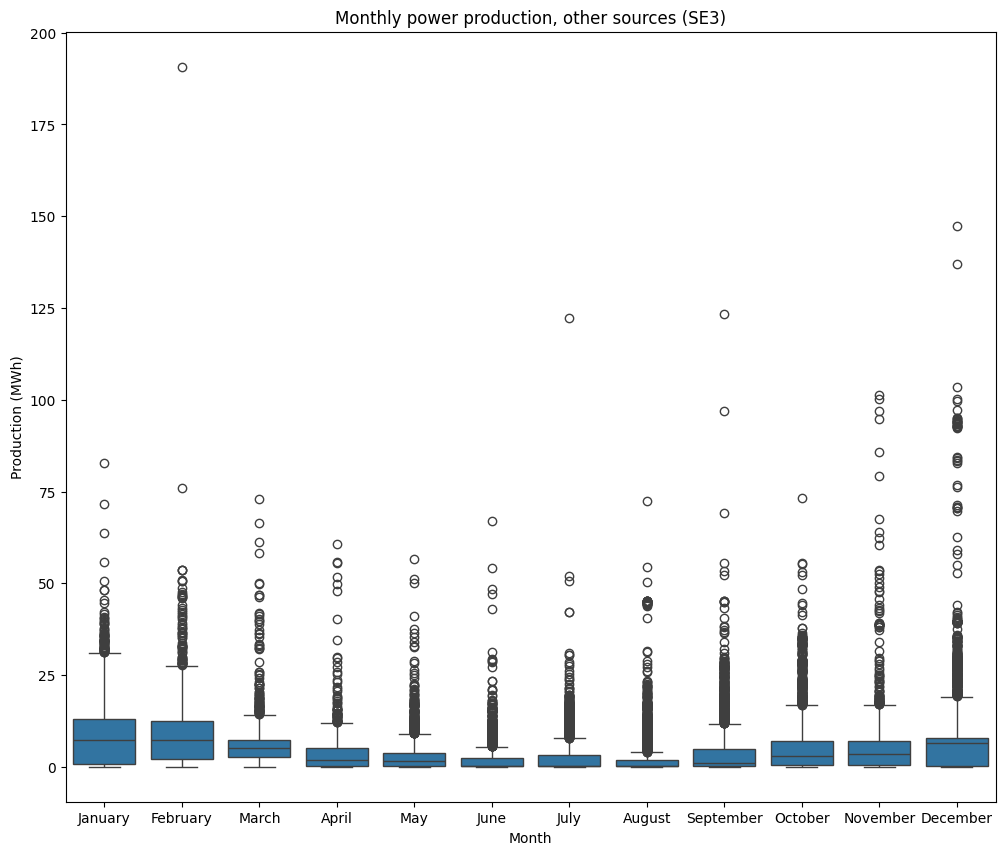 Monthly power production, other sources (SE3)
200
175
150
125
100
75
50
25
0
Production (MWh)
January February March April May June July August September October November December
Month